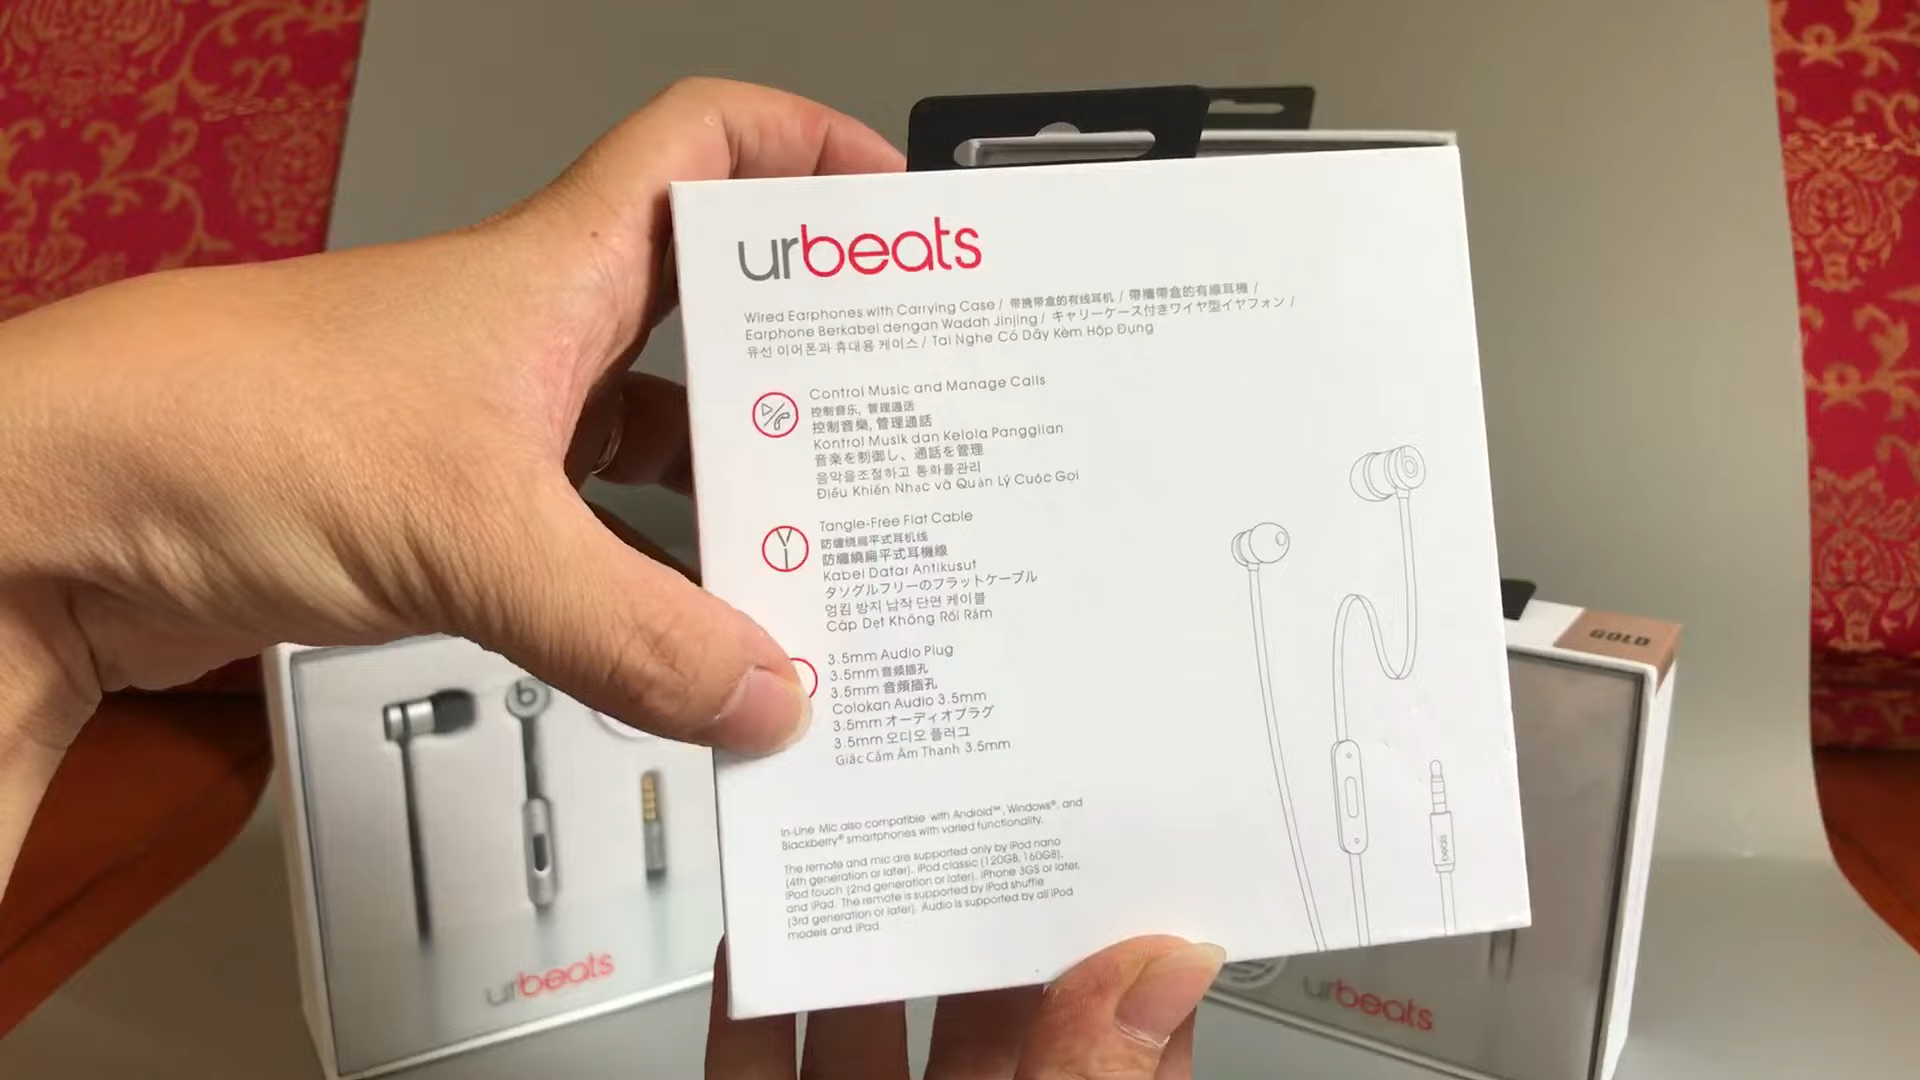 urbeats
Wired Earphones with Carrying Case / 带携带盒的有线耳机 / 帶攜帶盒的有線耳機 /
Earphone Berkabel dengan Wadah Jinjing / キャリーケース付きワイヤ型イヤフォン /
유선 이어폰과 휴대용 케이스 / Tai Nghe Có Dây Kèm Hộp Đựng
Control Music and Manage Calls
控制音乐, 管理通话
控制音樂, 管理通話
Kontrol Musik dan Kelola Panggilan
音楽を制御し、通話を管理
음악을조절하고 통화를관리
Điều Khiển Nhạc và Quản Lý Cuộc Gọi
Tangle-Free Flat Cable
防缠绕扁平式耳机线
防纏繞扁平式耳機線
Kabel Datar Antikusut
タングルフリーのフラットケーブル
엉킴 방지 납작 단면 케이블
Cáp Dẹt Không Rối Rắm
3.5mm Audio Plug
3.5mm 音频插孔
3.5mm 音頻插孔
Colokan Audio 3.5mm
3.5mm オーディオプラグ
3.5mm 오디오 플러그
Giắc Cắm Âm Thanh 3.5mm
In-Line Mic also compatible with Android™, Windows®, and
Blackberry® smartphones with varied functionality.
The remote and mic are supported only by iPod nano
(4th generation or later), iPod classic (120GB, 160GB),
iPod touch (2nd generation or later), iPhone 3GS or later,
and iPad. The remote is supported by iPod shuffle
(3rd generation or later). Audio is supported by all iPod
models and iPad.
beats
GOLD
urbeats
urbeats